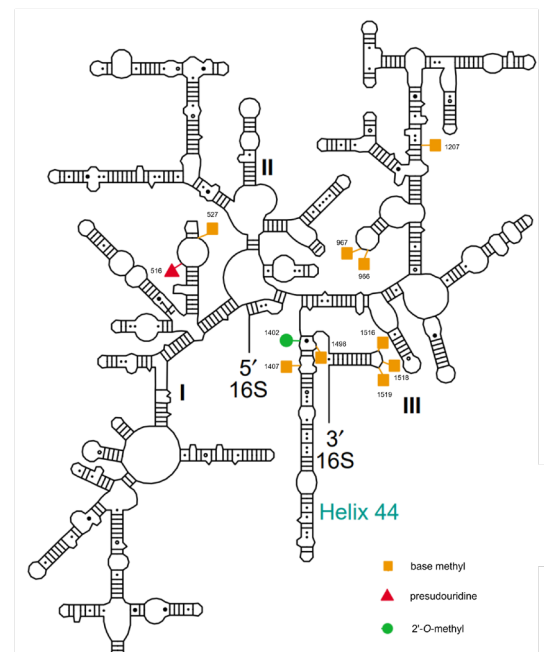 1207
II
527
967
966
516
1402
1498
1516
5′
16S
1407
1518
1519
I
III
3′
16S
Helix 44
base methyl
presudouridine
2'-O-methyl